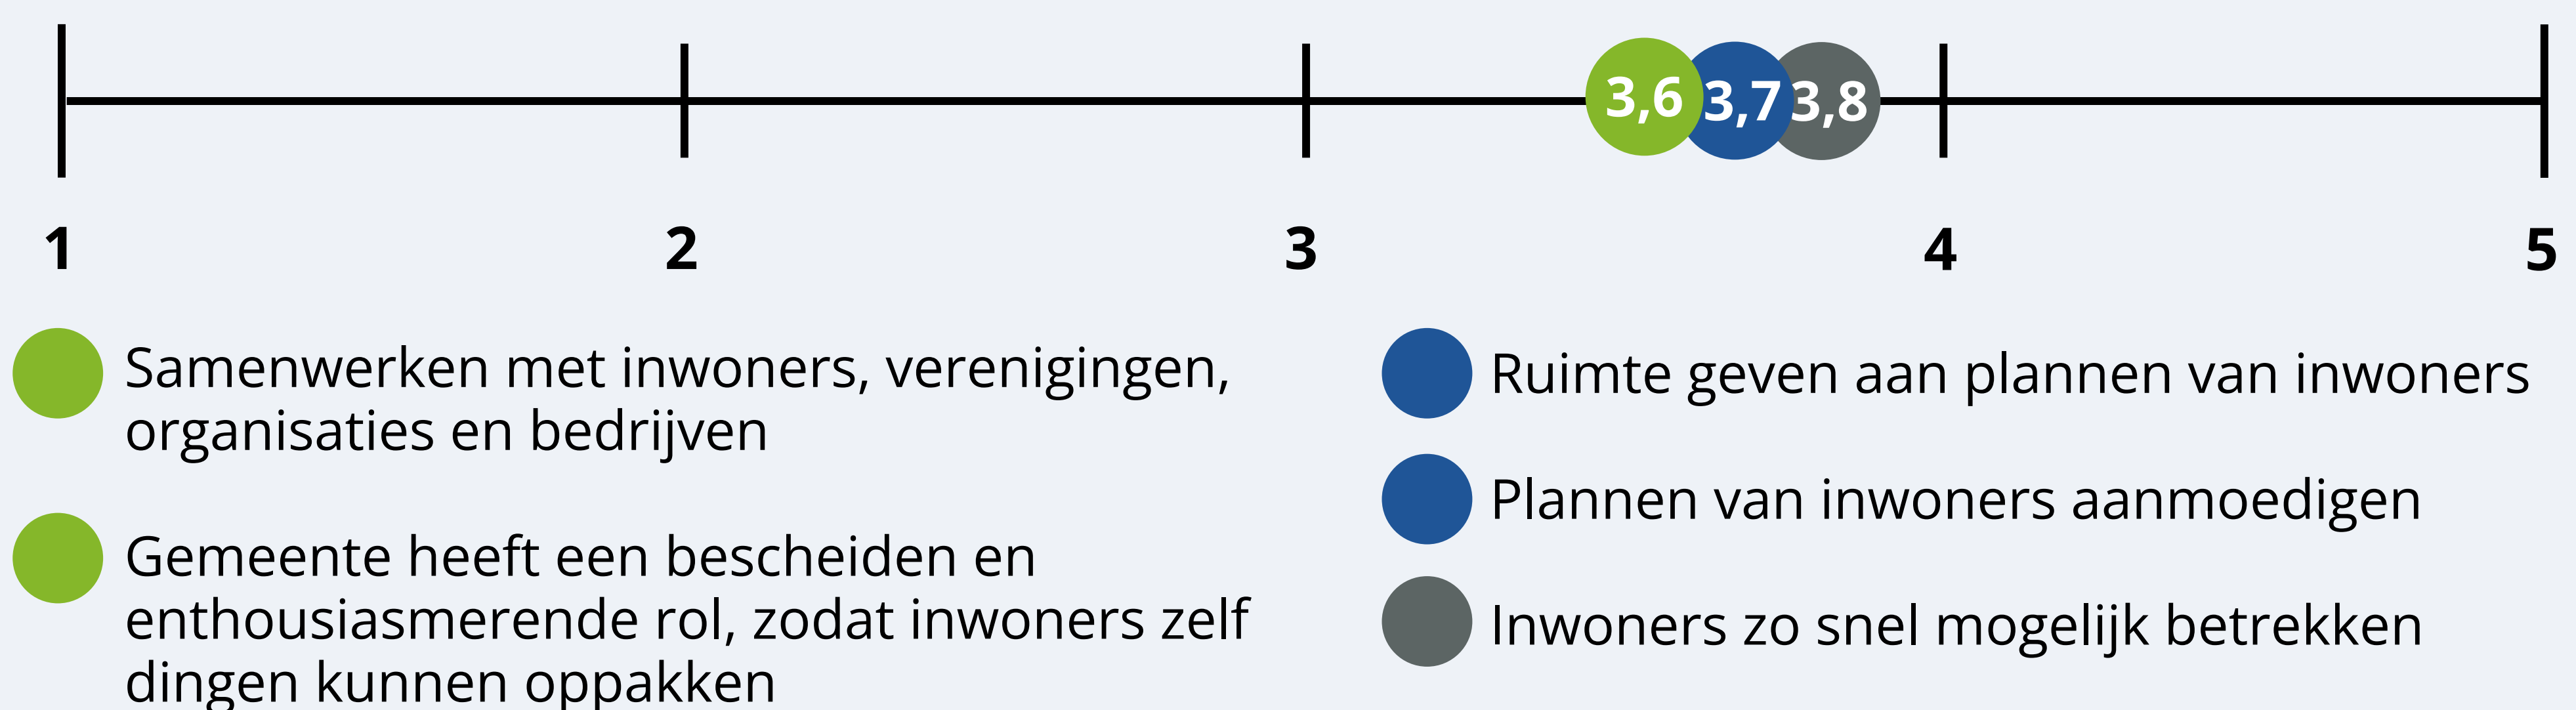 3,6 3,7 3,8
1 2 3 4 5
Samenwerken met inwoners, verenigingen,
organisaties en bedrijven
Gemeente heeft een bescheiden en
enthousiasmerende rol, zodat inwoners zelf
dingen kunnen oppakken
Ruimte geven aan plannen van inwoners
Plannen van inwoners aanmoedigen
Inwoners zo snel mogelijk betrekken